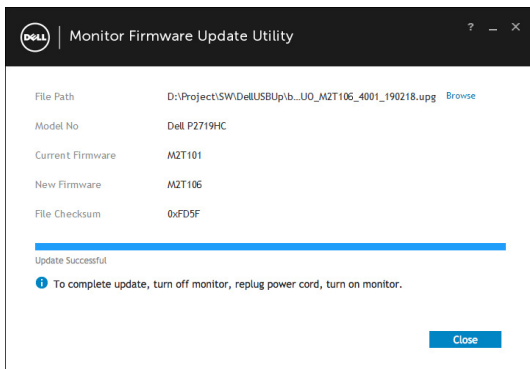 DELL Monitor Firmware Update Utility ? _ X
File Path D:\Project\SW\DellUSBUp\b...UO_M2T106_4001_190218.upg Browse
Model No Dell P2719HC
Current Firmware M2T101
New Firmware M2T106
File Checksum 0xFD5F
Update Successful
i To complete update, turn off monitor, replug power cord, turn on monitor.
Close